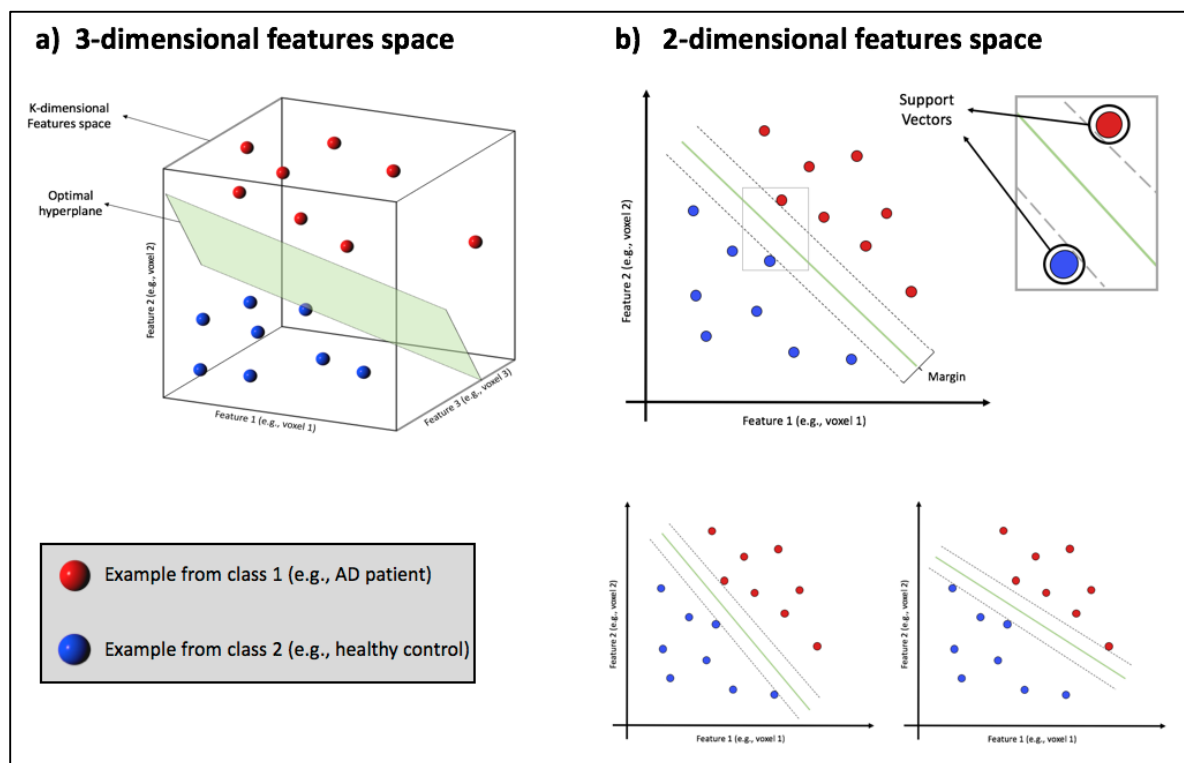 a) 3-dimensional features space
K-dimensional
Features space
Optimal
hyperplane
Feature 2 (e.g., voxel 2)
Feature 1 (e.g., voxel 1)
Feature 3 (e.g., voxel 3)
Example from class 1 (e.g., AD patient)
Example from class 2 (e.g., healthy control)
b) 2-dimensional features space
Support
Vectors
Feature 2 (e.g., voxel 2)
Margin
Feature 1 (e.g., voxel 1)
Feature 2 (e.g., voxel 2)
Feature 1 (e.g., voxel 1)
Feature 2 (e.g., voxel 2)
Feature 1 (e.g., voxel 1)